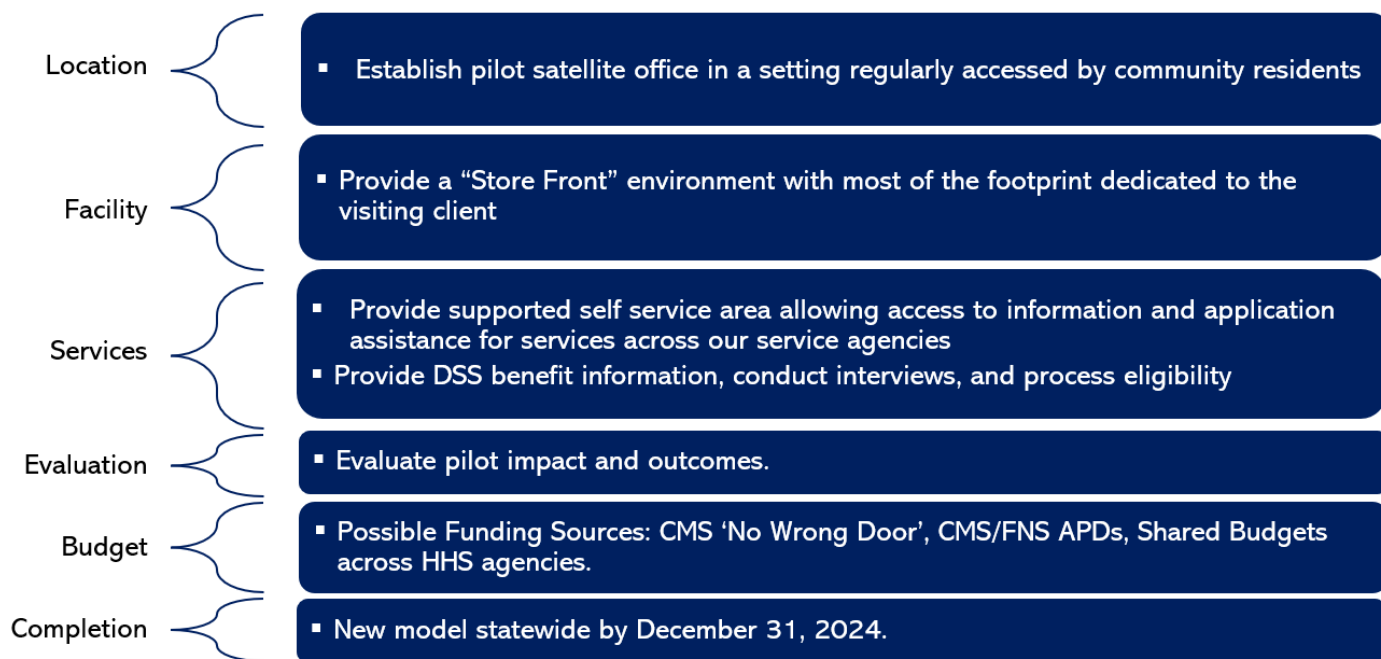 Location
▪ Establish pilot satellite office in a setting regularly accessed by community residents
Facility
▪ Provide a “Store Front” environment with most of the footprint dedicated to the
visiting client
Services
▪ Provide supported self service area allowing access to information and application
assistance for services across our service agencies
▪ Provide DSS benefit information, conduct interviews, and process eligibility
Evaluation
▪ Evaluate pilot impact and outcomes.
Budget
▪ Possible Funding Sources: CMS ‘No Wrong Door’, CMS/FNS APDs, Shared Budgets
across HHS agencies.
Completion
▪ New model statewide by December 31, 2024.